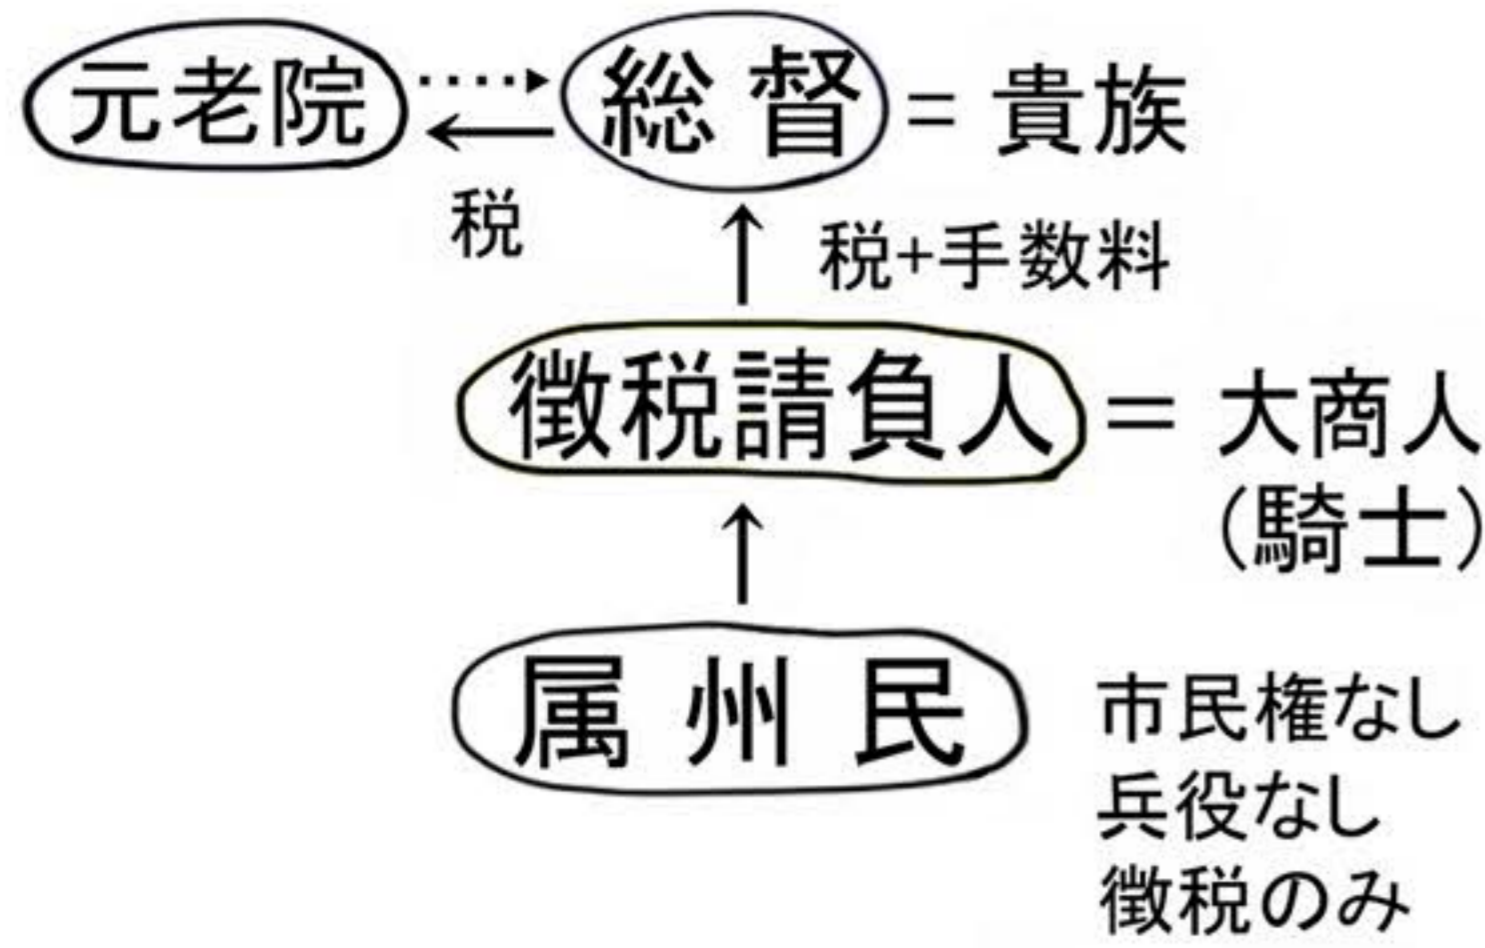 元老院 総督 = 貴族
税
税+手数料
徴税請負人 = 大商人
(騎士)
属州民
市民権なし
兵役なし
徴税のみ